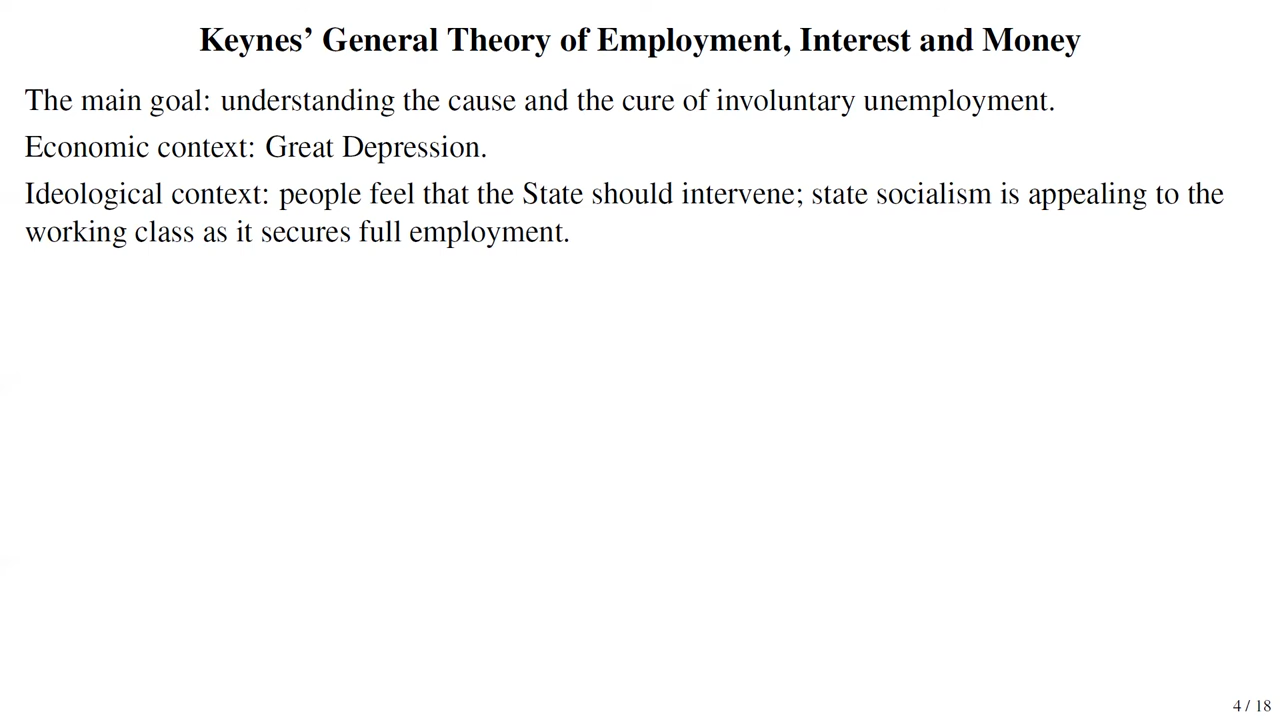 Keynes’ General Theory of Employment, Interest and Money
The main goal: understanding the cause and the cure of involuntary unemployment.
Economic context: Great Depression.
Ideological context: people feel that the State should intervene; state socialism is appealing to the
working class as it secures full employment.
4 / 18